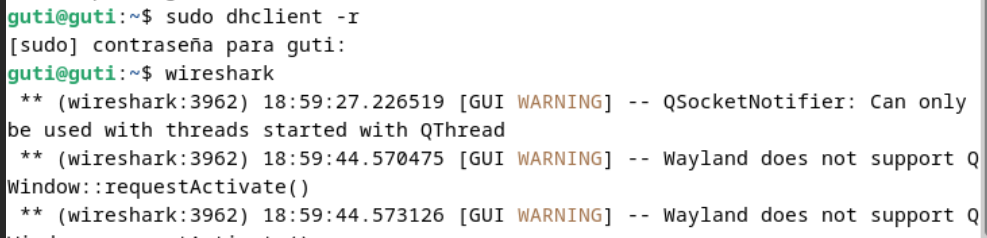 guti@guti:~$ sudo dhclient -r
[sudo] contraseña para guti:
guti@guti:~$ wireshark
 ** (wireshark:3962) 18:59:27.226519 [GUI WARNING] -- QSocketNotifier: Can only
be used with threads started with QThread
 ** (wireshark:3962) 18:59:44.570475 [GUI WARNING] -- Wayland does not support Q
Window::requestActivate()
 ** (wireshark:3962) 18:59:44.573126 [GUI WARNING] -- Wayland does not support Q